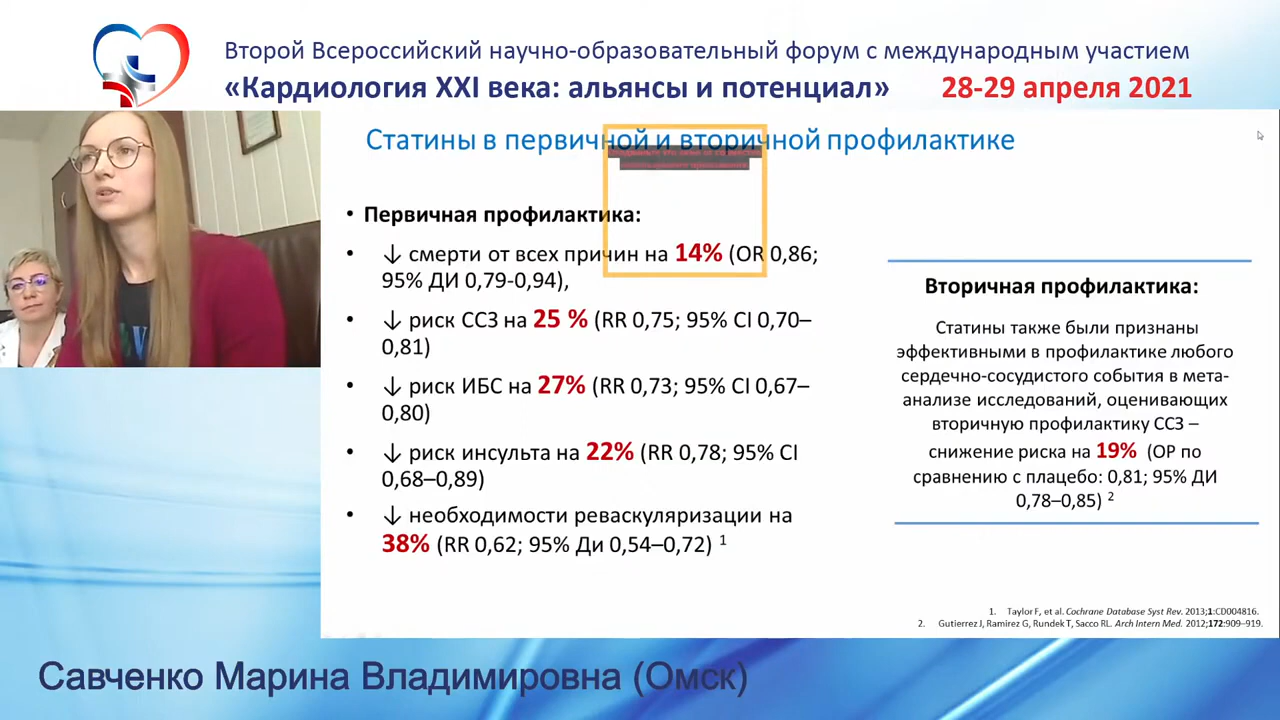 Второй Всероссийский научно-образовательный форум с международным участием
«Кардиология XXI века: альянсы и потенциал» 28-29 апреля 2021
Статины в первичной и вторичной профилактике
• Первичная профилактика:
• ↓ смерти от всех причин на 14% (OR 0,86;
95% ДИ 0,79-0,94),
• ↓ риск ССЗ на 25 % (RR 0,75; 95% CI 0,70–
0,81)
• ↓ риск ИБС на 27% (RR 0,73; 95% CI 0,67–
0,80)
• ↓ риск инсульта на 22% (RR 0,78; 95% CI
0,68–0,89)
• ↓ необходимости реваскуляризации на
38% (RR 0,62; 95% Ди 0,54–0,72) 1
Вторичная профилактика:
Статины также были признаны
эффективными в профилактике любого
сердечно-сосудистого события в мета-
анализе исследований, оценивающих
вторичную профилактику ССЗ –
снижение риска на 19% (ОР по
сравнению с плацебо: 0,81; 95% ДИ
0,78–0,85) 2
1. Taylor F, et al. Cochrane Database Syst Rev. 2013;1:CD004816.
2. Gutierrez J, Ramirez G, Rundek T, Sacco RL. Arch Intern Med. 2012;172:909–919.
Савченко Марина Владимировна (Омск)